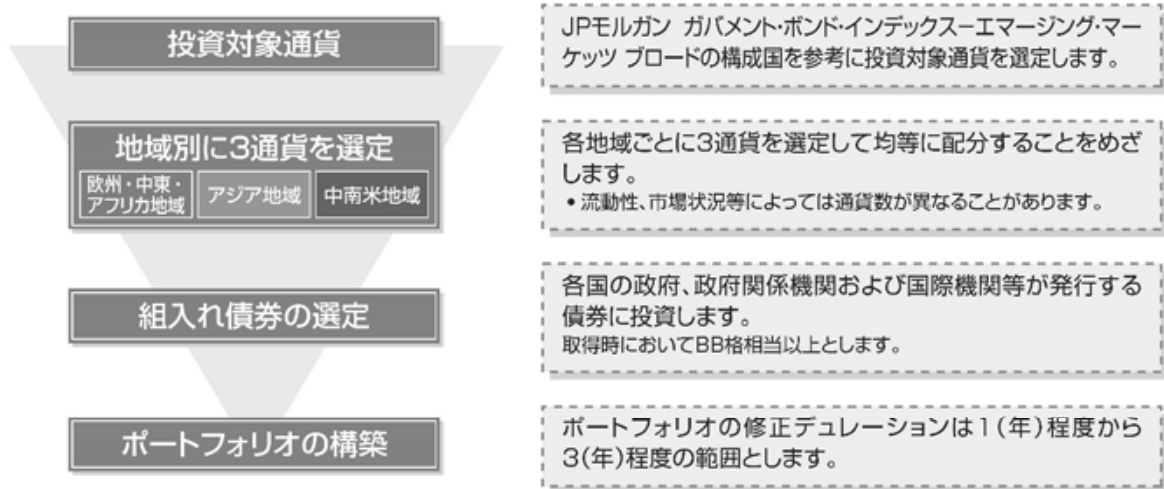 投資対象通貨
JPモルガン ガバメント・ボンド・インデックス−エマージング・マー
ケッツ ブロードの構成国を参考に投資対象通貨を選定します。
地域別に3通貨を選定
欧州・中東・
アフリカ地域
アジア地域
中南米地域
各地域ごとに3通貨を選定して均等に配分することをめざ
します。
• 流動性、市場状況等によっては通貨数が異なることがあります。
組入れ債券の選定
各国の政府、政府関係機関および国際機関等が発行する
債券に投資します。
取得時においてBB格相当以上とします。
ポートフォリオの構築
ポートフォリオの修正デュレーションは1(年)程度から
3(年)程度の範囲とします。